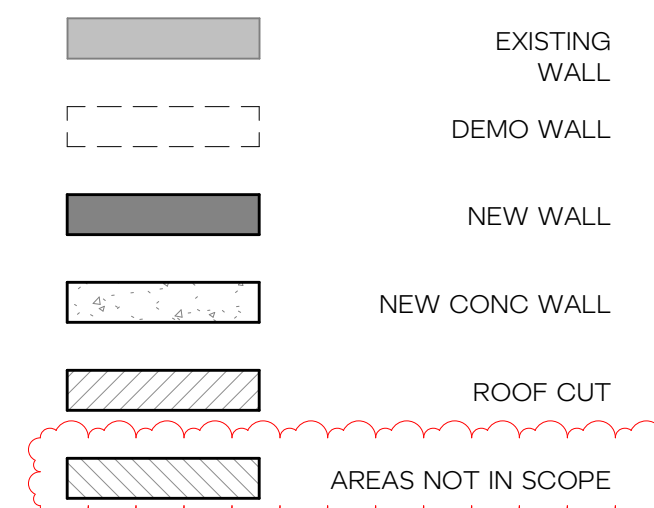 EXISTING
WALL
DEMO WALL
NEW WALL
NEW CONC WALL
ROOF CUT
AREAS NOT IN SCOPE